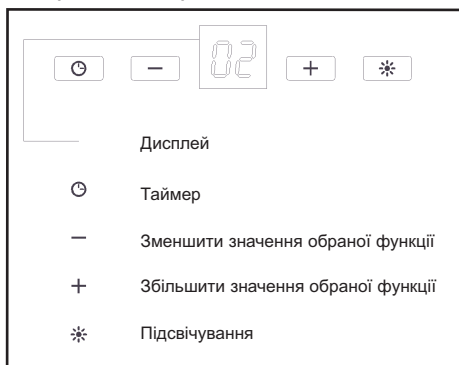 02
Дисплей
Таймер
− Зменшити значення обраної функції
+ Збільшити значення обраної функції
Підсвічування